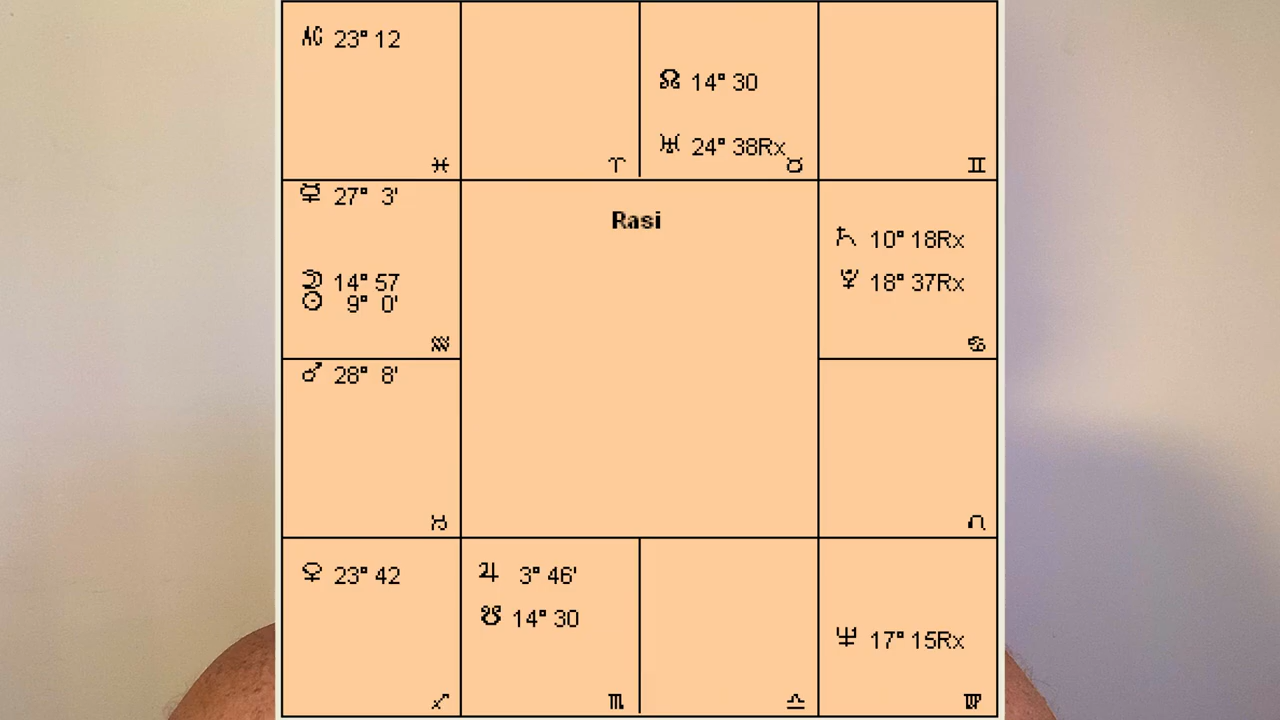 AC 23° 12
♓
♈
☊ 14° 30
♅ 24° 38Rx
♉
♊
☿ 27° 3'
☽ 14° 57
☉ 9° 0'
♒
Rasi
♄ 10° 18Rx
♆ 18° 37Rx
♋
♂ 28° 8'
♑
♌
♀ 23° 42
♐
♃ 3° 46'
☋ 14° 30
♏
♎
♆ 17° 15Rx
♍